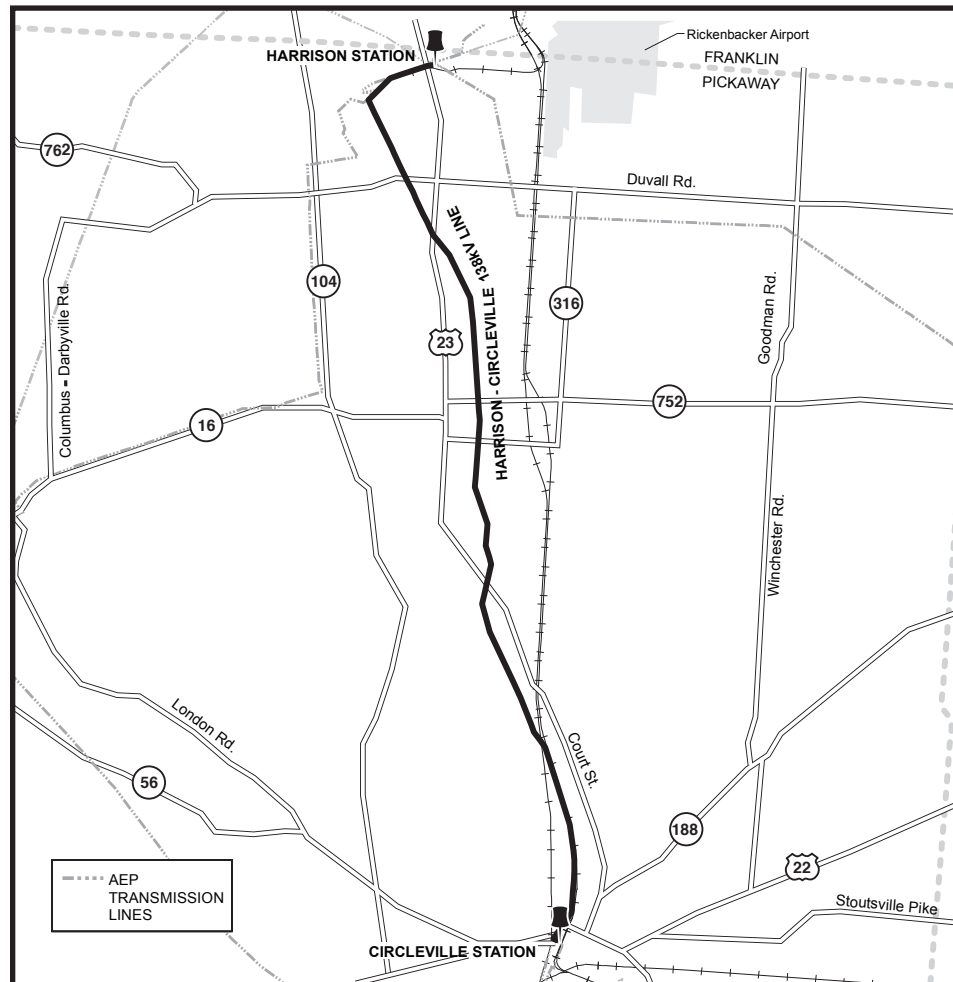 Rickenbacker Airport
HARRISON STATION
FRANKLIN
PICKAWAY
762
Duvall Rd.
HARRISON - CIRCLEVILLE 138kV LINE
Columbus - Darbyville Rd.
104
316
Goodman Rd.
23
752
16
Winchester Rd.
London Rd.
Court St.
56
188
22
AEP
TRANSMISSION
LINES
Stoutsville Pike
CIRCLEVILLE STATION